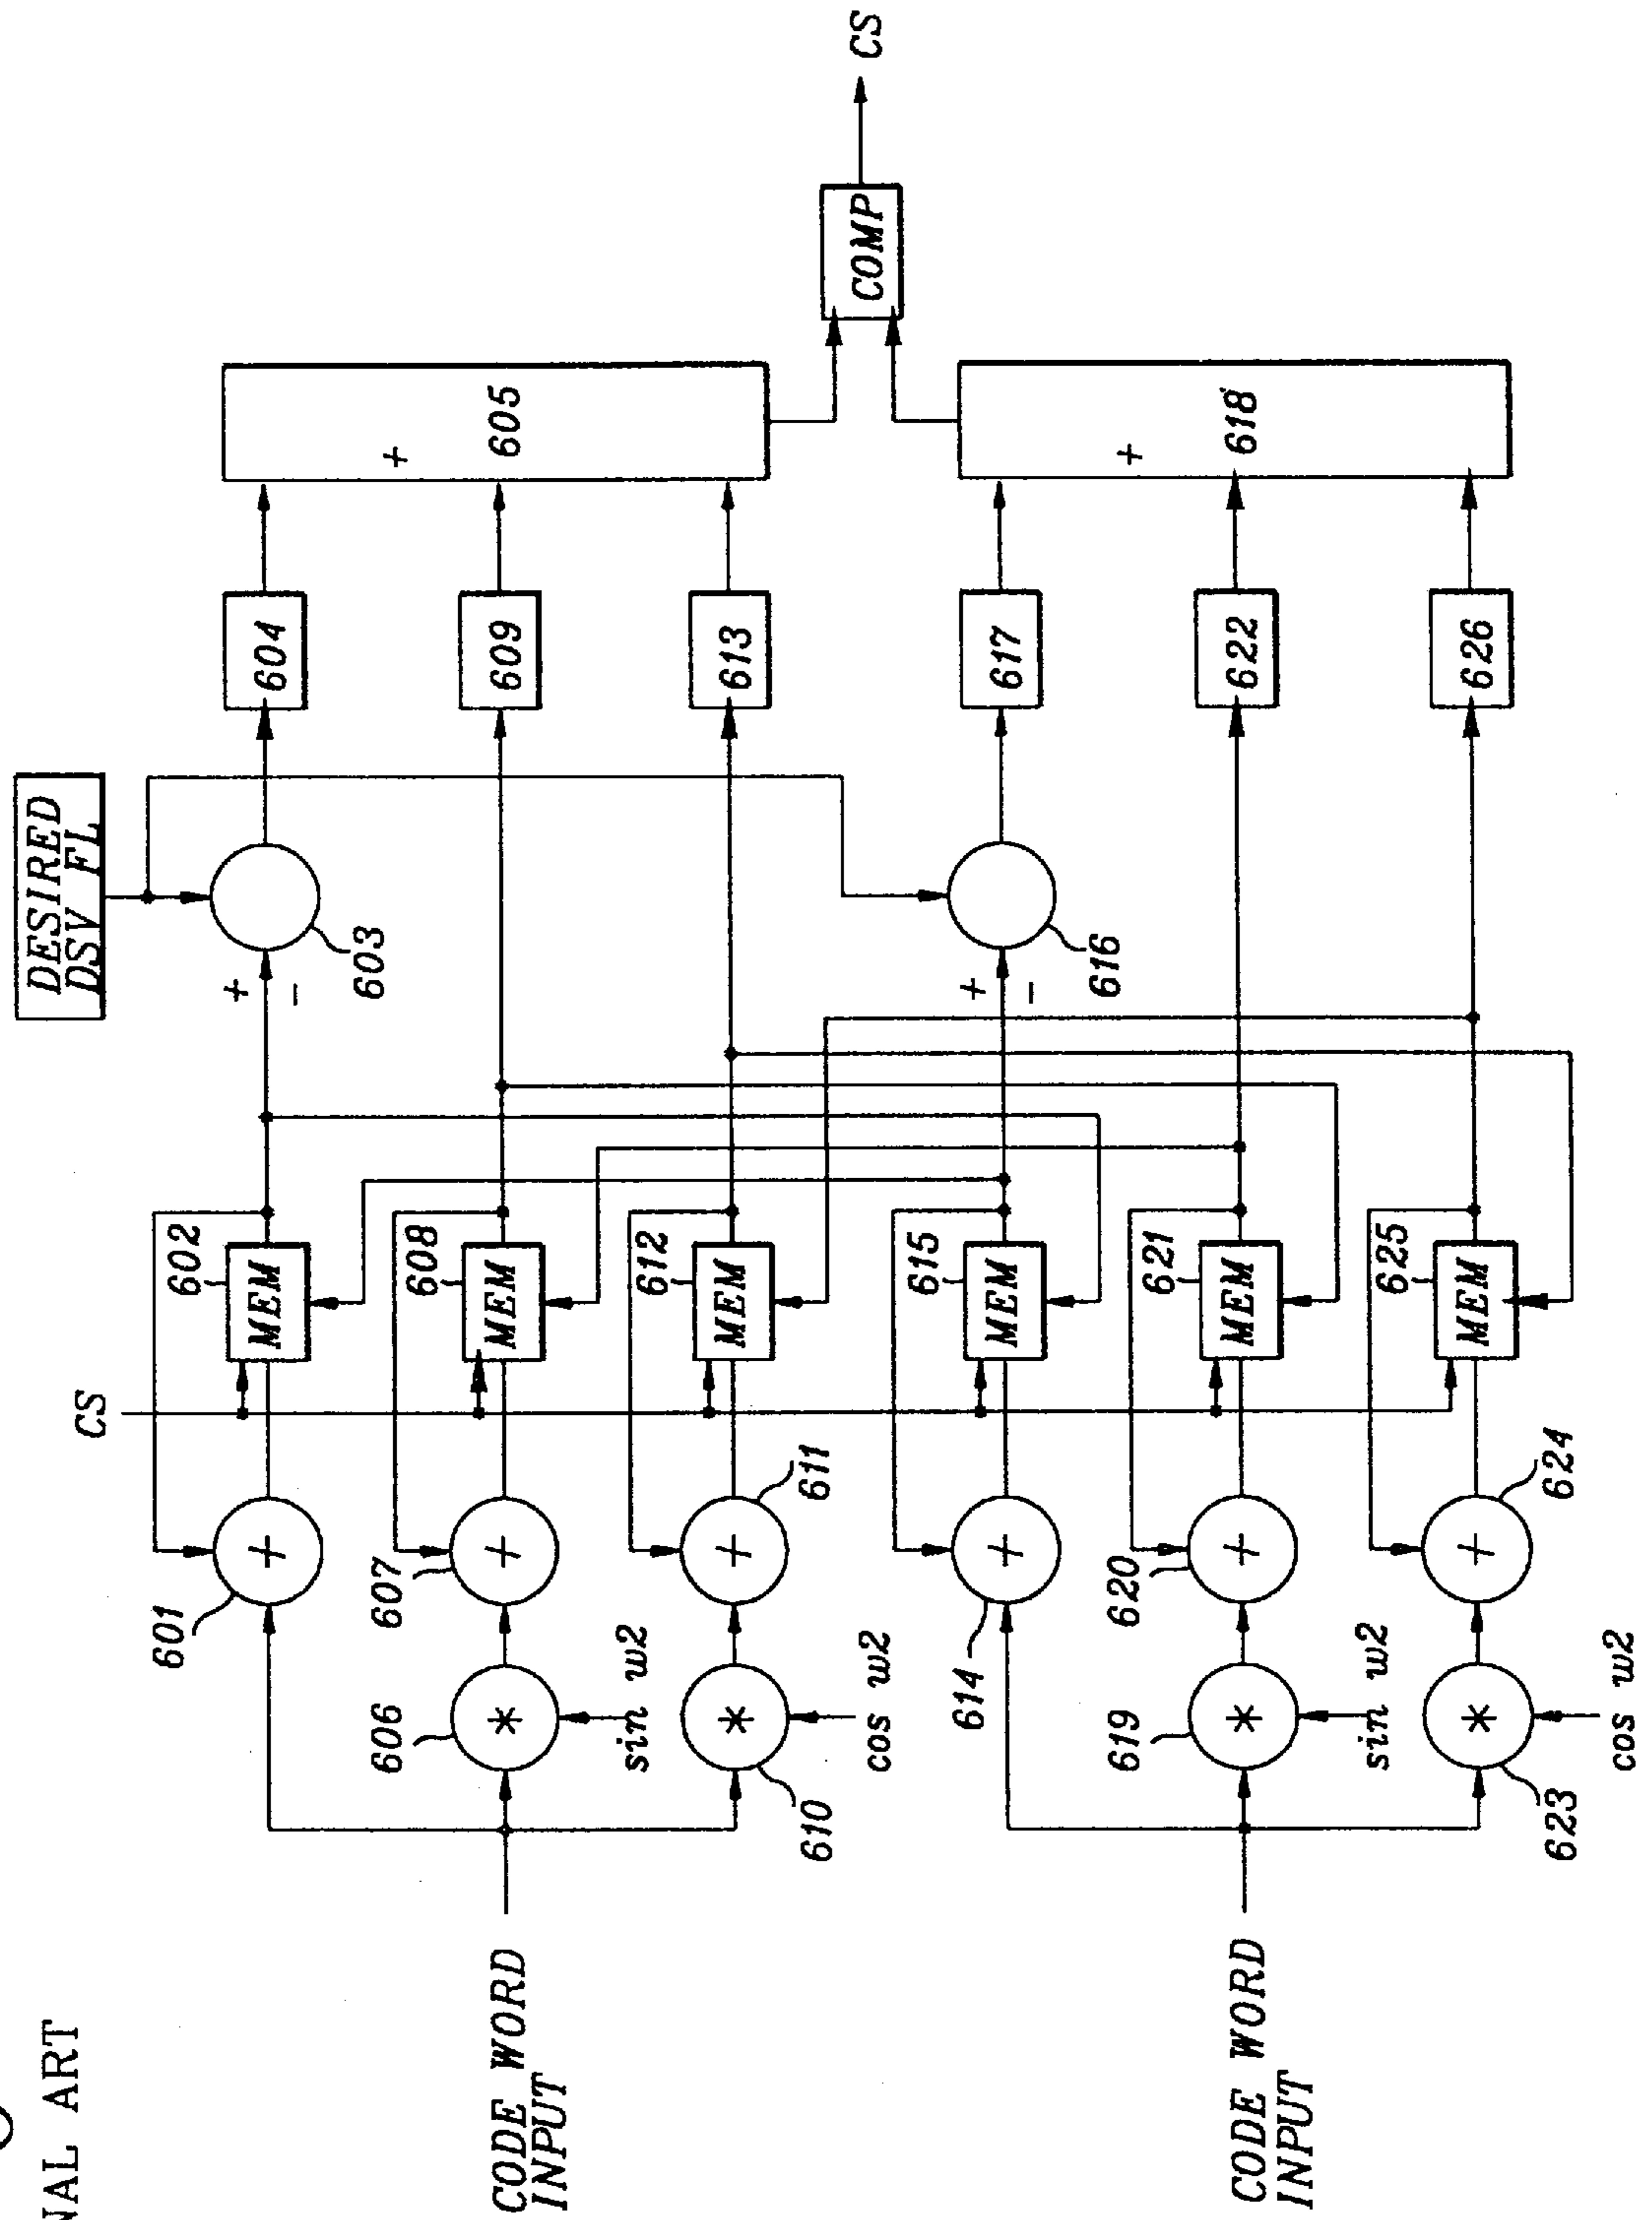 NAL ART
DESIRED
DSV FL
CS
601
602
+
MEM
+
-
603
604
CODE WORD
INPUT
606
*
sin w2
607
+
608
MEM
609
+
605
610
*
cos w2
611
+
612
MEM
613
COMP
CS
614
+
615
MEM
+
-
616
617
CODE WORD
INPUT
619
*
sin w2
620
+
621
MEM
622
+
618
623
*
cos w2
624
+
625
MEM
626